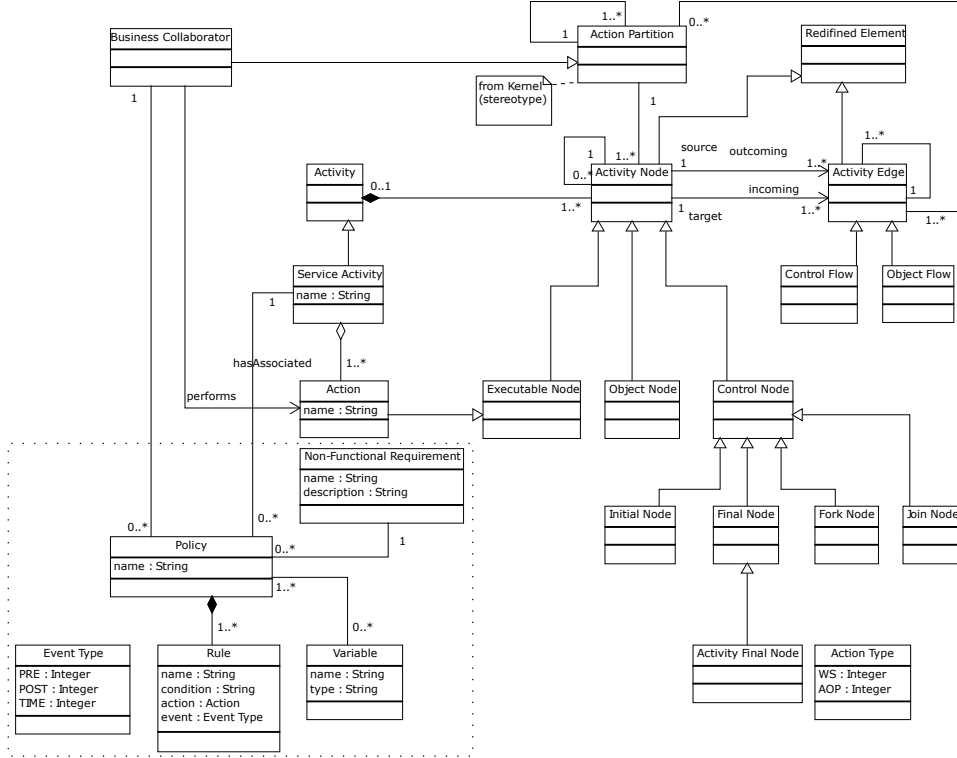 1..*
0..*
Business Collaborator
1
Action Partition
Redifined Element
from Kernel
(stereotype)
1
1
1..*
1
1..*
source
outcoming
1
1..*
1..*
Activity
0..1
0..*
Activity Node
Activity Edge
incoming
1
1..*
1
target
1..*
1..*
Service Activity
name : String
1
Control Flow
Object Flow
hasAssociated
1..*
performs
Action
name : String
Executable Node
Object Node
Control Node
Non-Functional Requirement
name : String
description : String
0..*
0..*
1
Initial Node
Final Node
Fork Node
Join Node
Policy
name : String
0..*
1..*
1..*
0..*
Event Type
PRE : Integer
POST : Integer
TIME : Integer
Rule
name : String
condition : String
action : Action
event : Event Type
Variable
name : String
type : String
Activity Final Node
Action Type
WS : Integer
AOP : Integer